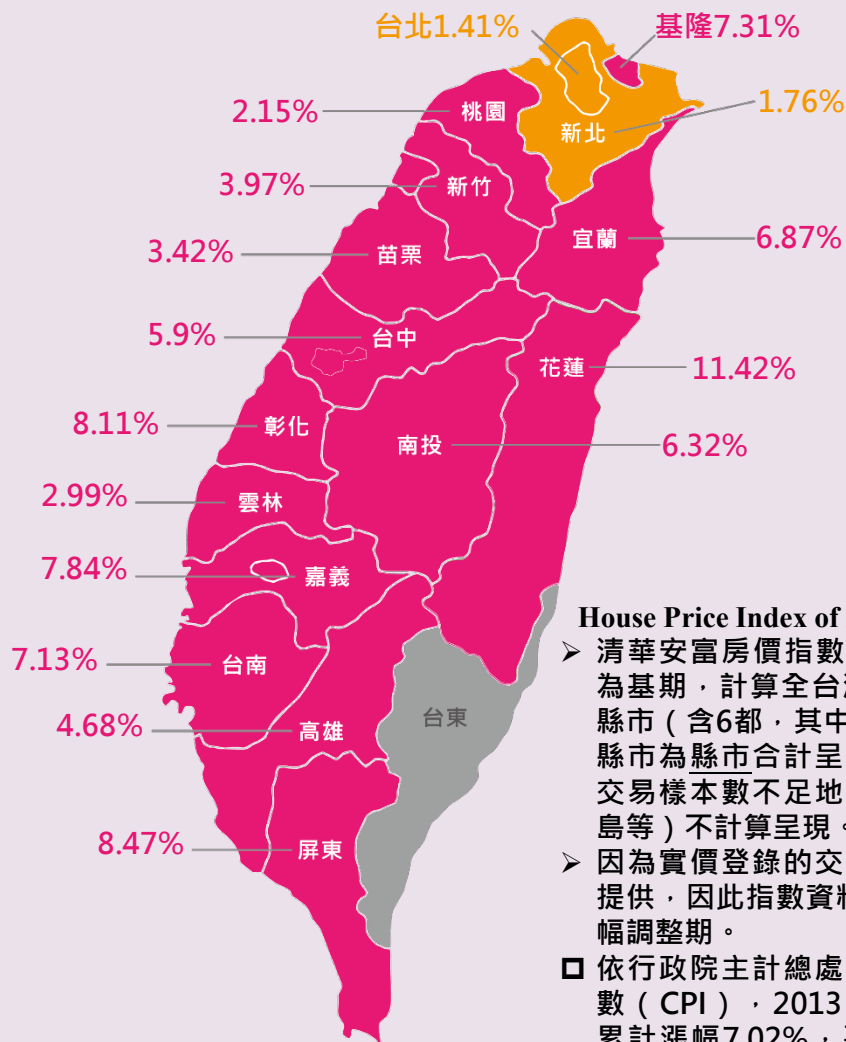 台北1.41%
基隆7.31%
2.15%
桃園
1.76%
新北
3.97%
新竹
3.42%
苗栗
宜蘭
6.87%
5.9%
台中
花蓮
11.42%
8.11%
彰化
南投
6.32%
2.99%
雲林
7.84%
嘉義
7.13%
台南
4.68%
高雄
台東
8.47%
屏東
House Price Index of
➢ 清華安富房價指數
為基期，計算全台
縣市（含6都，其中
縣市為縣市合計呈
交易樣本數不足地
島等）不計算呈現。
➢ 因為實價登錄的交
提供，因此指數資料
幅調整期。
❑ 依行政院主計總處
數（CPI），2013
累計漲幅7.02%，